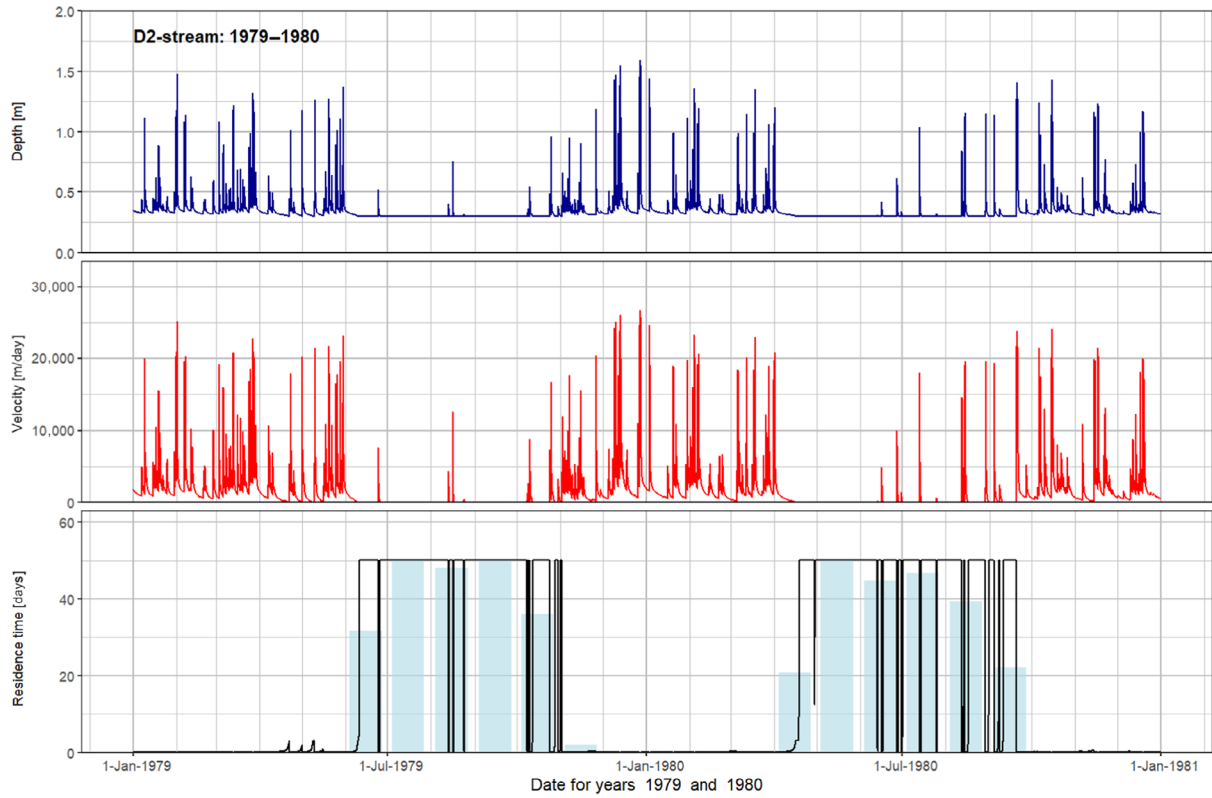 D2-stream: 1979–1980
Depth [m]
2.0
1.5
1.0
0.5
0.0
Velocity [m/day]
30,000
20.000
10,000
0
Residence time [days]
60
40
20
0
1-Jan-1979
1-Jul-1979
1-Jan-1980
1-Jul-1980
1-Jan-1981
Date for years 1979 and 1980